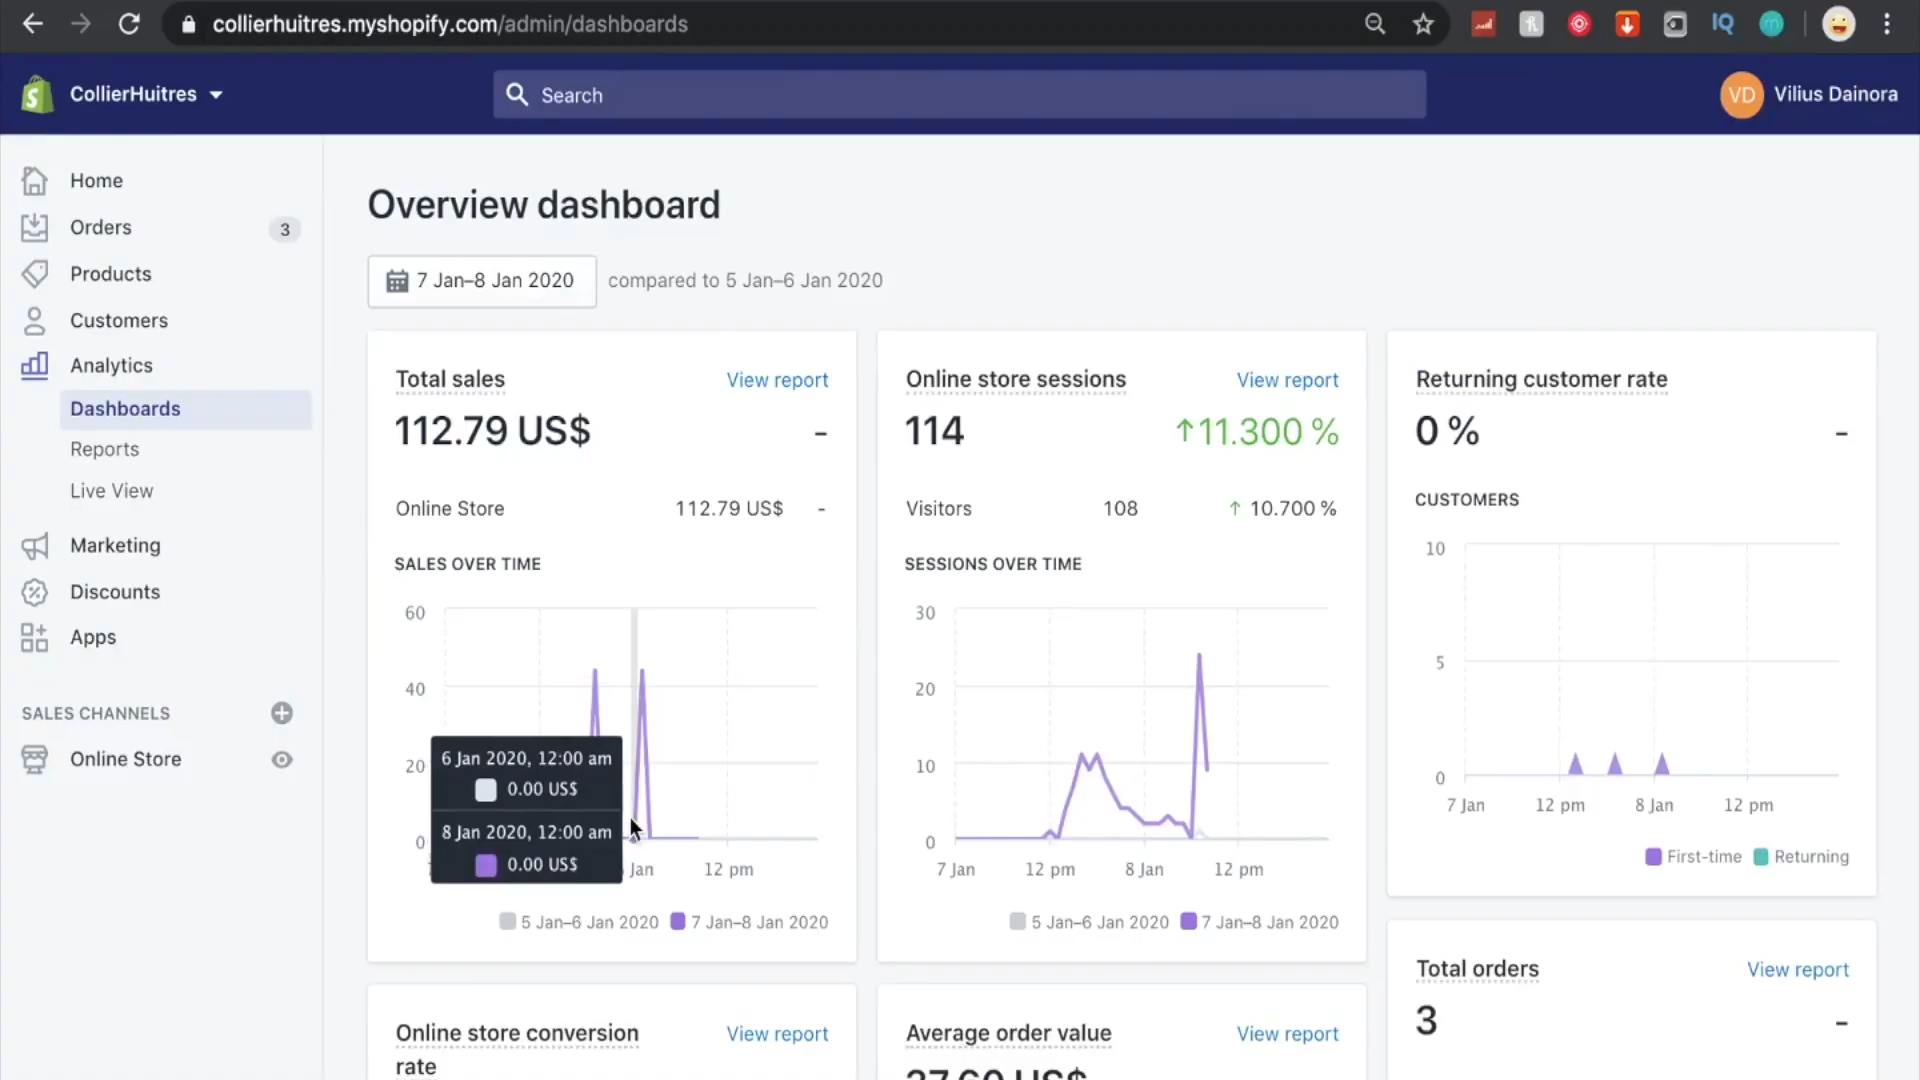 collierhuitres.myshopify.com/admin/dashboards
IQ
CollierHuitres
Search
VD
Vilius Dainora
Home
Orders
3
Products
Customers
Analytics
Dashboards
Reports
Live View
Marketing
Discounts
Apps
SALES CHANNELS
Online Store
Overview dashboard
7 Jan–8 Jan 2020
compared to 5 Jan–6 Jan 2020
Total sales
View report
112.79 US$
-
Online Store
112.79 US$
-
SALES OVER TIME
60
40
20
0
6 Jan 2020, 12:00 am
0.00 US$
8 Jan 2020, 12:00 am
0.00 US$
Jan
12 pm
5 Jan–6 Jan 2020
7 Jan–8 Jan 2020
Online store sessions
View report
114
↑11.300 %
Visitors
108
↑ 10.700 %
SESSIONS OVER TIME
30
20
10
0
7 Jan
12 pm
8 Jan
12 pm
5 Jan–6 Jan 2020
7 Jan–8 Jan 2020
Returning customer rate
0 %
-
CUSTOMERS
10
5
0
7 Jan
12 pm
8 Jan
12 pm
First-time
Returning
Total orders
View report
3
-
Online store conversion
rate
View report
Average order value
View report
37.60 US$